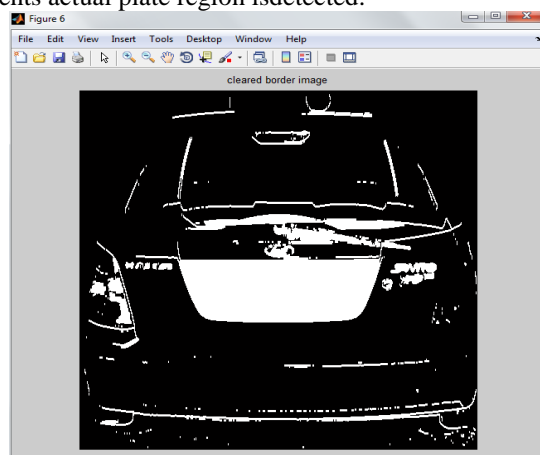 ents actual plate region isdetected.
Figure 6
File Edit View Insert Tools Desktop Window Help
cleared border image